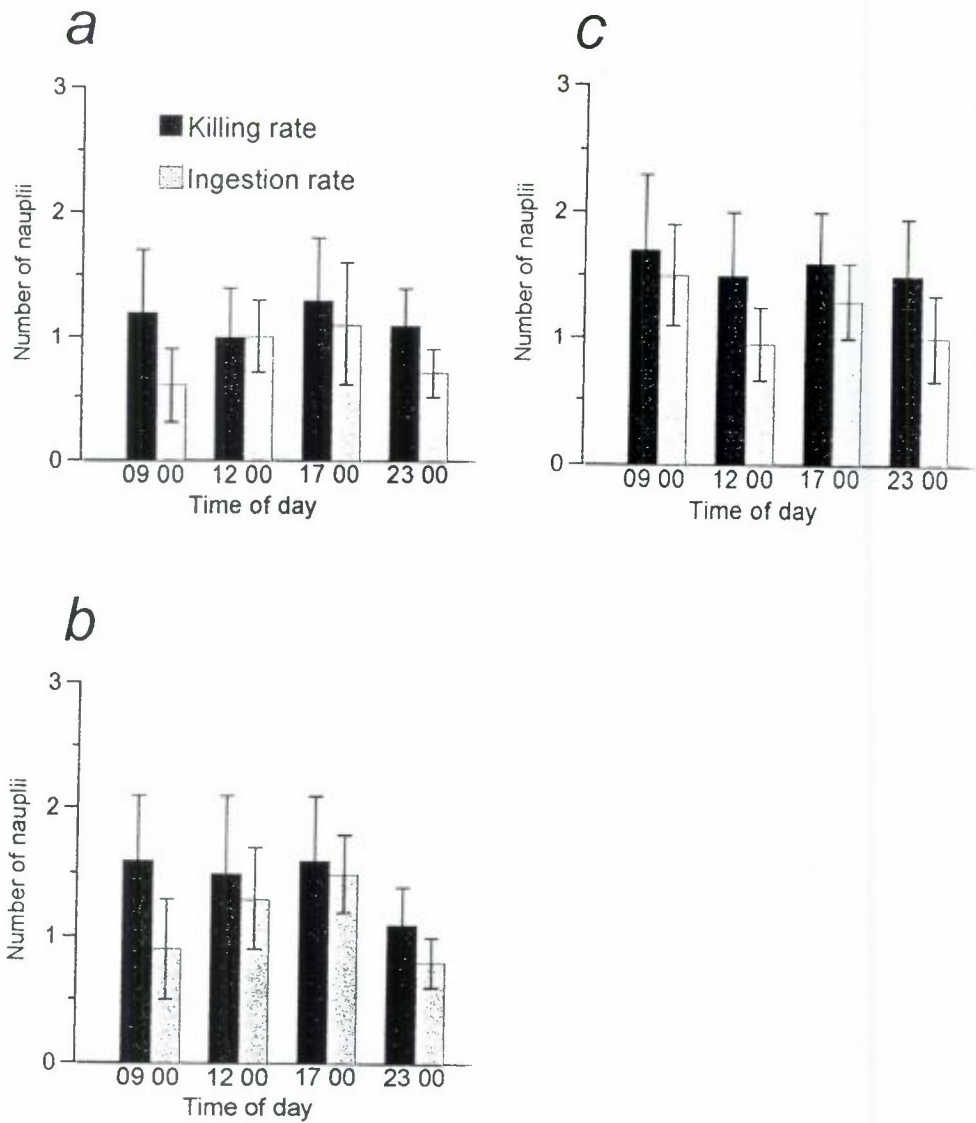 a
3
2
1
0
Number of nauplii
Killing rate
Ingestion rate
09 00 12 00 17 00 23 00
Time of day
c
3
2
1
0
Number of nauplii
09 00 12 00 17 00 23 00
Time of day
b
3
2
1
0
Number of nauplii
09 00 12 00 17 00 23 00
Time of day